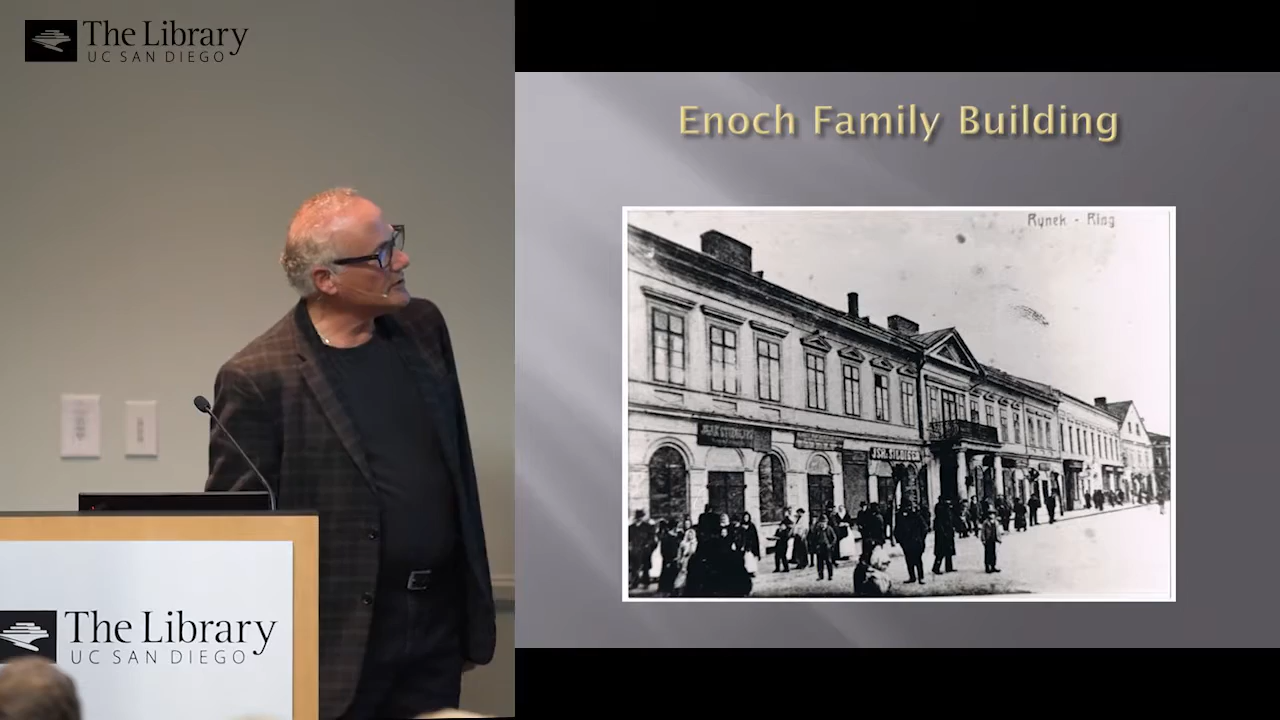 The Library
UC SAN DIEGO
Enoch Family Building
Rynek - Ring
The Library
UC SAN DIEGO